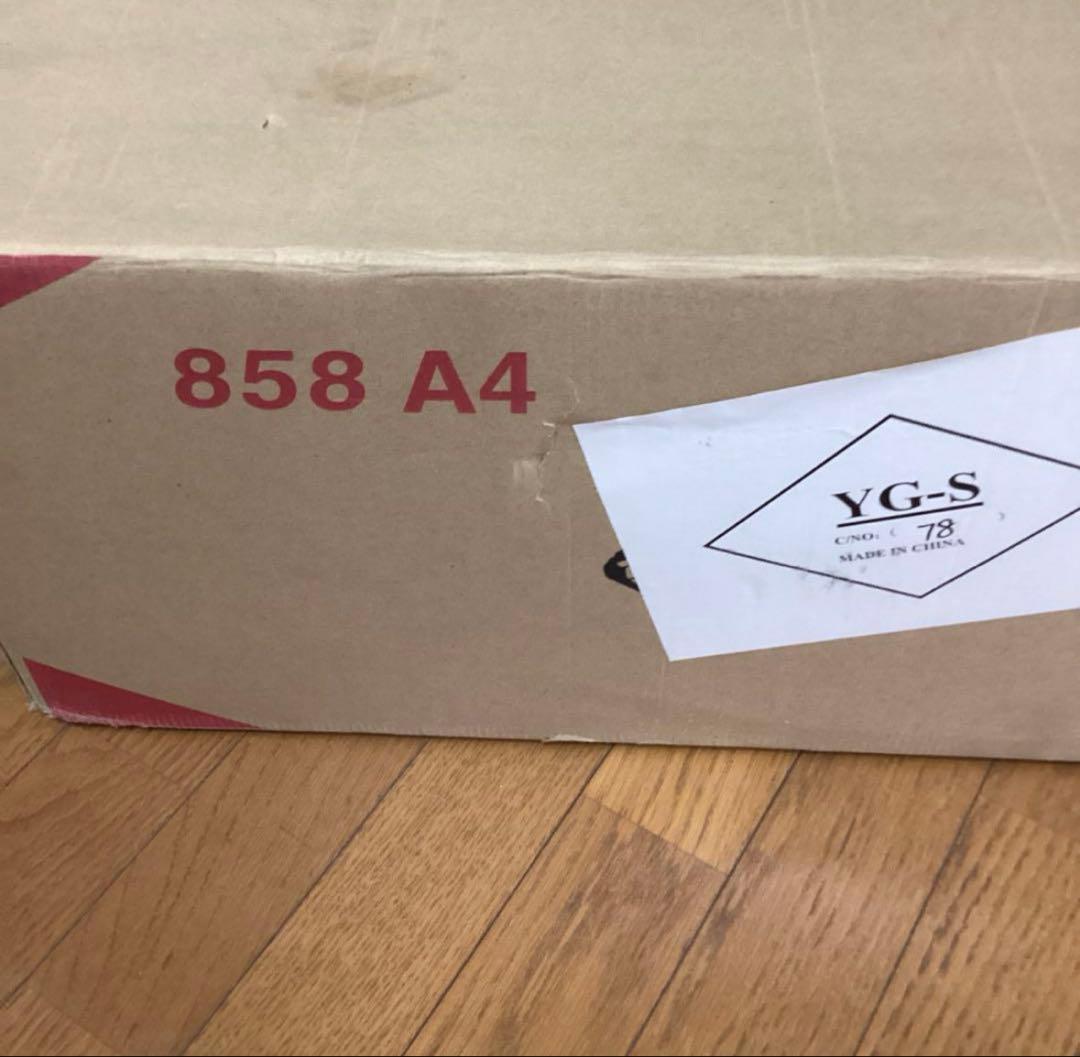 858 A4
YG-S
C/NO: ( 78 )
MADE IN CHINA